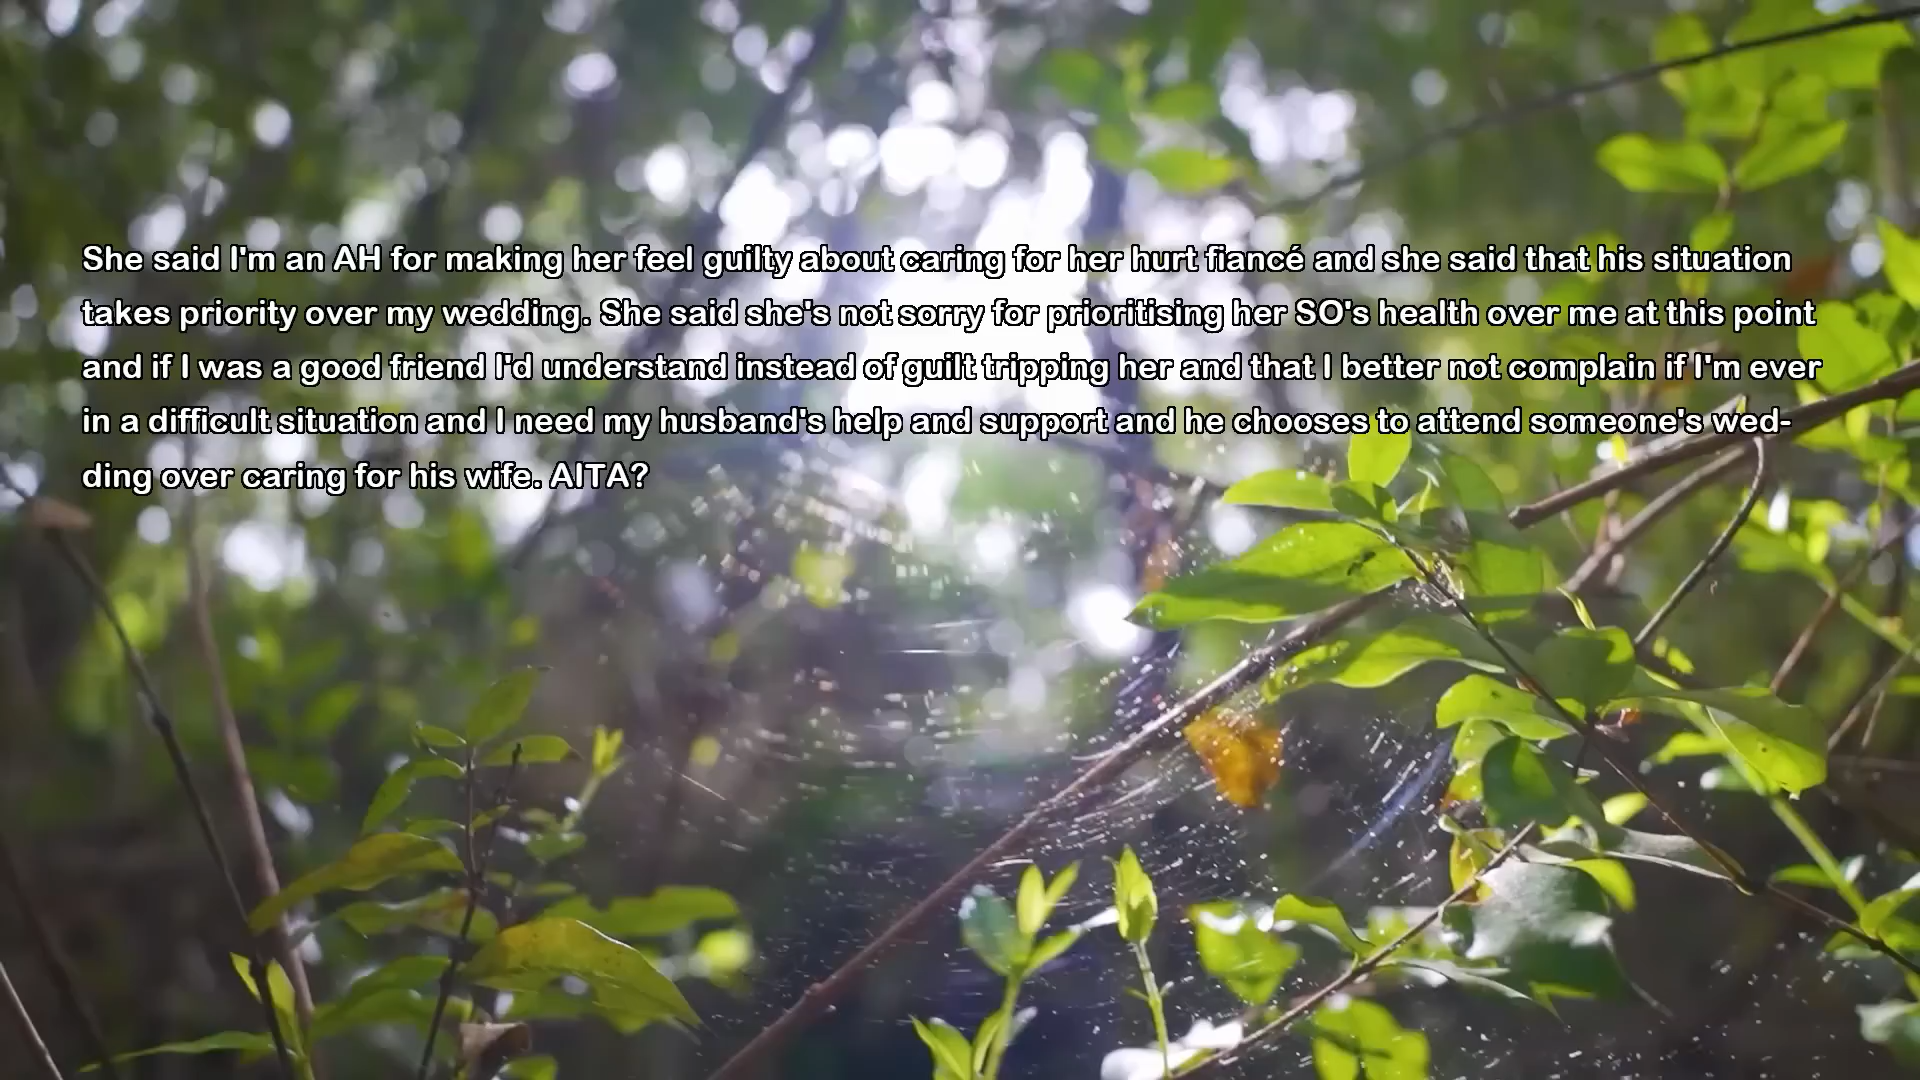 She said I'm an AH for making her feel guilty about caring for her hurt fiancé and she said that his situation
takes priority over my wedding. She said she's not sorry for prioritising her SO's health over me at this point
and if I was a good friend I'd understand instead of guilt tripping her and that I better not complain if I'm ever
in a difficult situation and I need my husband's help and support and he chooses to attend someone's wed-
ding over caring for his wife. AITA?